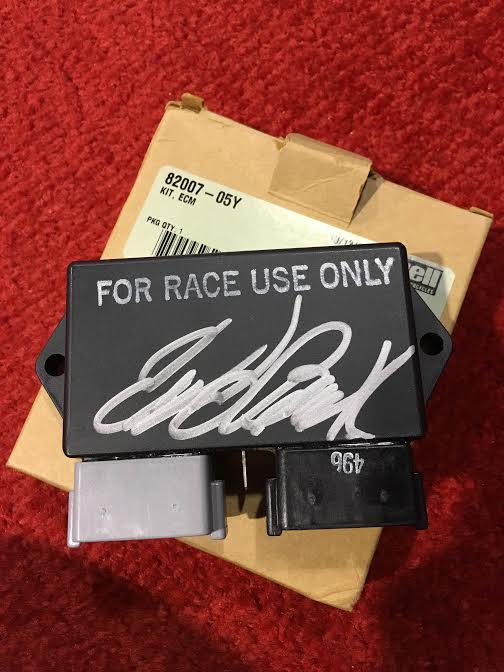 82007-05Y
KIT, ECM
PKG QTY. 1
FOR RACE USE ONLY
496